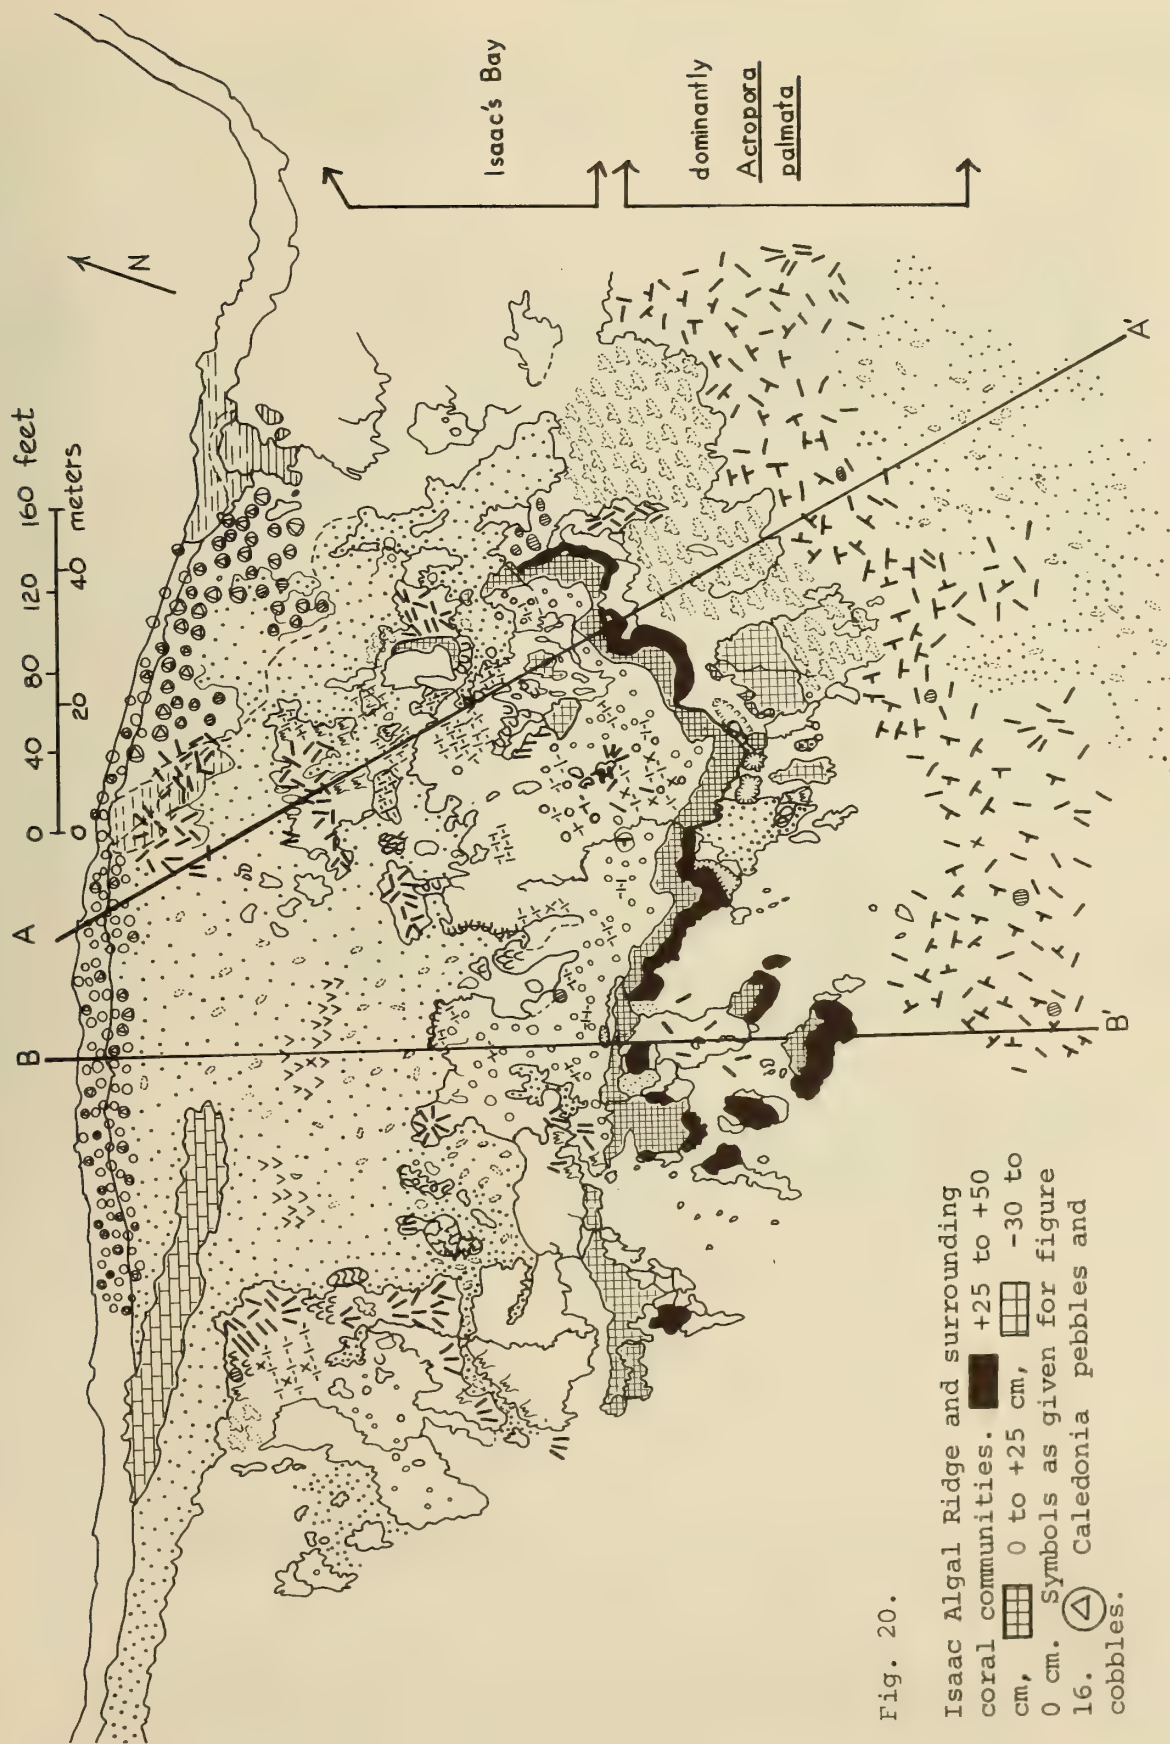 0 40 80 120 160 feet
0 20 40 meters
B
A
N
Isaac's Bay
dominantly
Acropora
palmata
B'
A'
Fig. 20.
Isaac Algal Ridge and surrounding
coral communities. +25 to +50
cm, 0 to +25 cm, -30 to
0 cm. Symbols as given for figure
16. Caledonia pebbles and
cobbles.